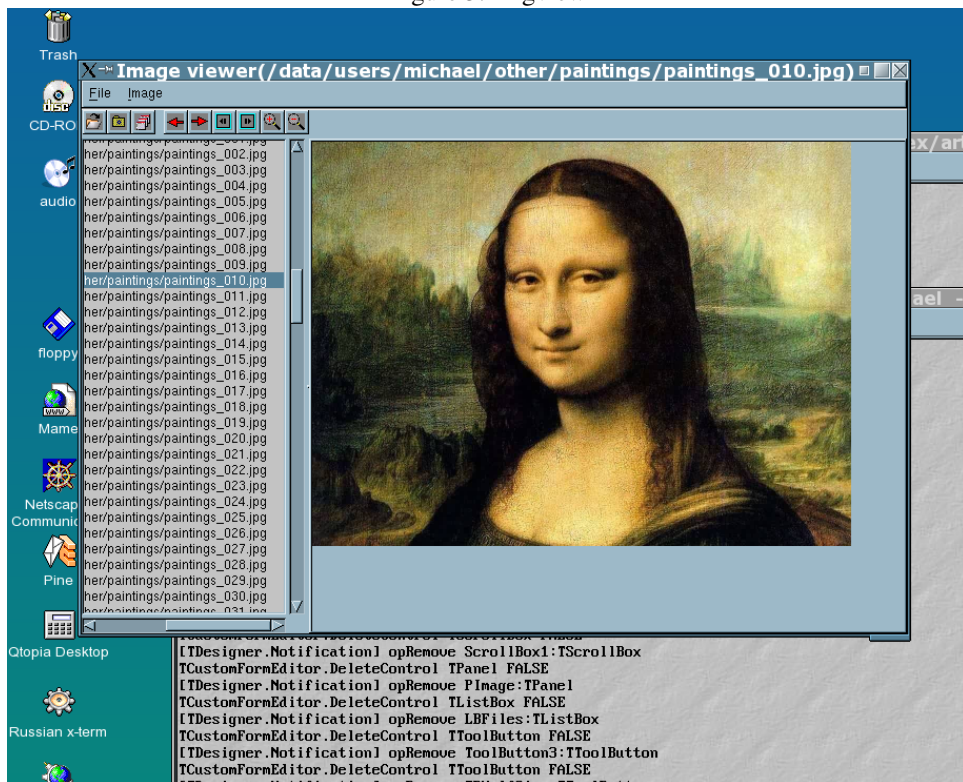 Trash
Image viewer(/data/users/michael/other/paintings/paintings_010.jpg)
File Image
CD-RO
audio
floppy
Mame
Netscap
Communic
Pine
Qtopia Desktop
Russian x-term
her/paintings/paintings_002.jpg
her/paintings/paintings_003.jpg
her/paintings/paintings_004.jpg
her/paintings/paintings_005.jpg
her/paintings/paintings_006.jpg
her/paintings/paintings_007.jpg
her/paintings/paintings_008.jpg
her/paintings/paintings_009.jpg
her/paintings/paintings_010.jpg
her/paintings/paintings_011.jpg
her/paintings/paintings_012.jpg
her/paintings/paintings_013.jpg
her/paintings/paintings_014.jpg
her/paintings/paintings_015.jpg
her/paintings/paintings_016.jpg
her/paintings/paintings_017.jpg
her/paintings/paintings_018.jpg
her/paintings/paintings_019.jpg
her/paintings/paintings_020.jpg
her/paintings/paintings_021.jpg
her/paintings/paintings_022.jpg
her/paintings/paintings_023.jpg
her/paintings/paintings_024.jpg
her/paintings/paintings_025.jpg
her/paintings/paintings_026.jpg
her/paintings/paintings_027.jpg
her/paintings/paintings_028.jpg
her/paintings/paintings_029.jpg
her/paintings/paintings_030.jpg
her/paintings/paintings_031.jpg
ex/art
ael -
[TDesigner.Notification] opRemove ScrollBox1:TScrollBox
TCustomFormEditor.DeleteControl TPanel FALSE
[TDesigner.Notification] opRemove PImage:TPanel
TCustomFormEditor.DeleteControl TListBox FALSE
[TDesigner.Notification] opRemove LBFiles:TListBox
TCustomFormEditor.DeleteControl TToolButton FALSE
[TDesigner.Notification] opRemove ToolButton3:TToolButton
TCustomFormEditor.DeleteControl TToolButton FALSE